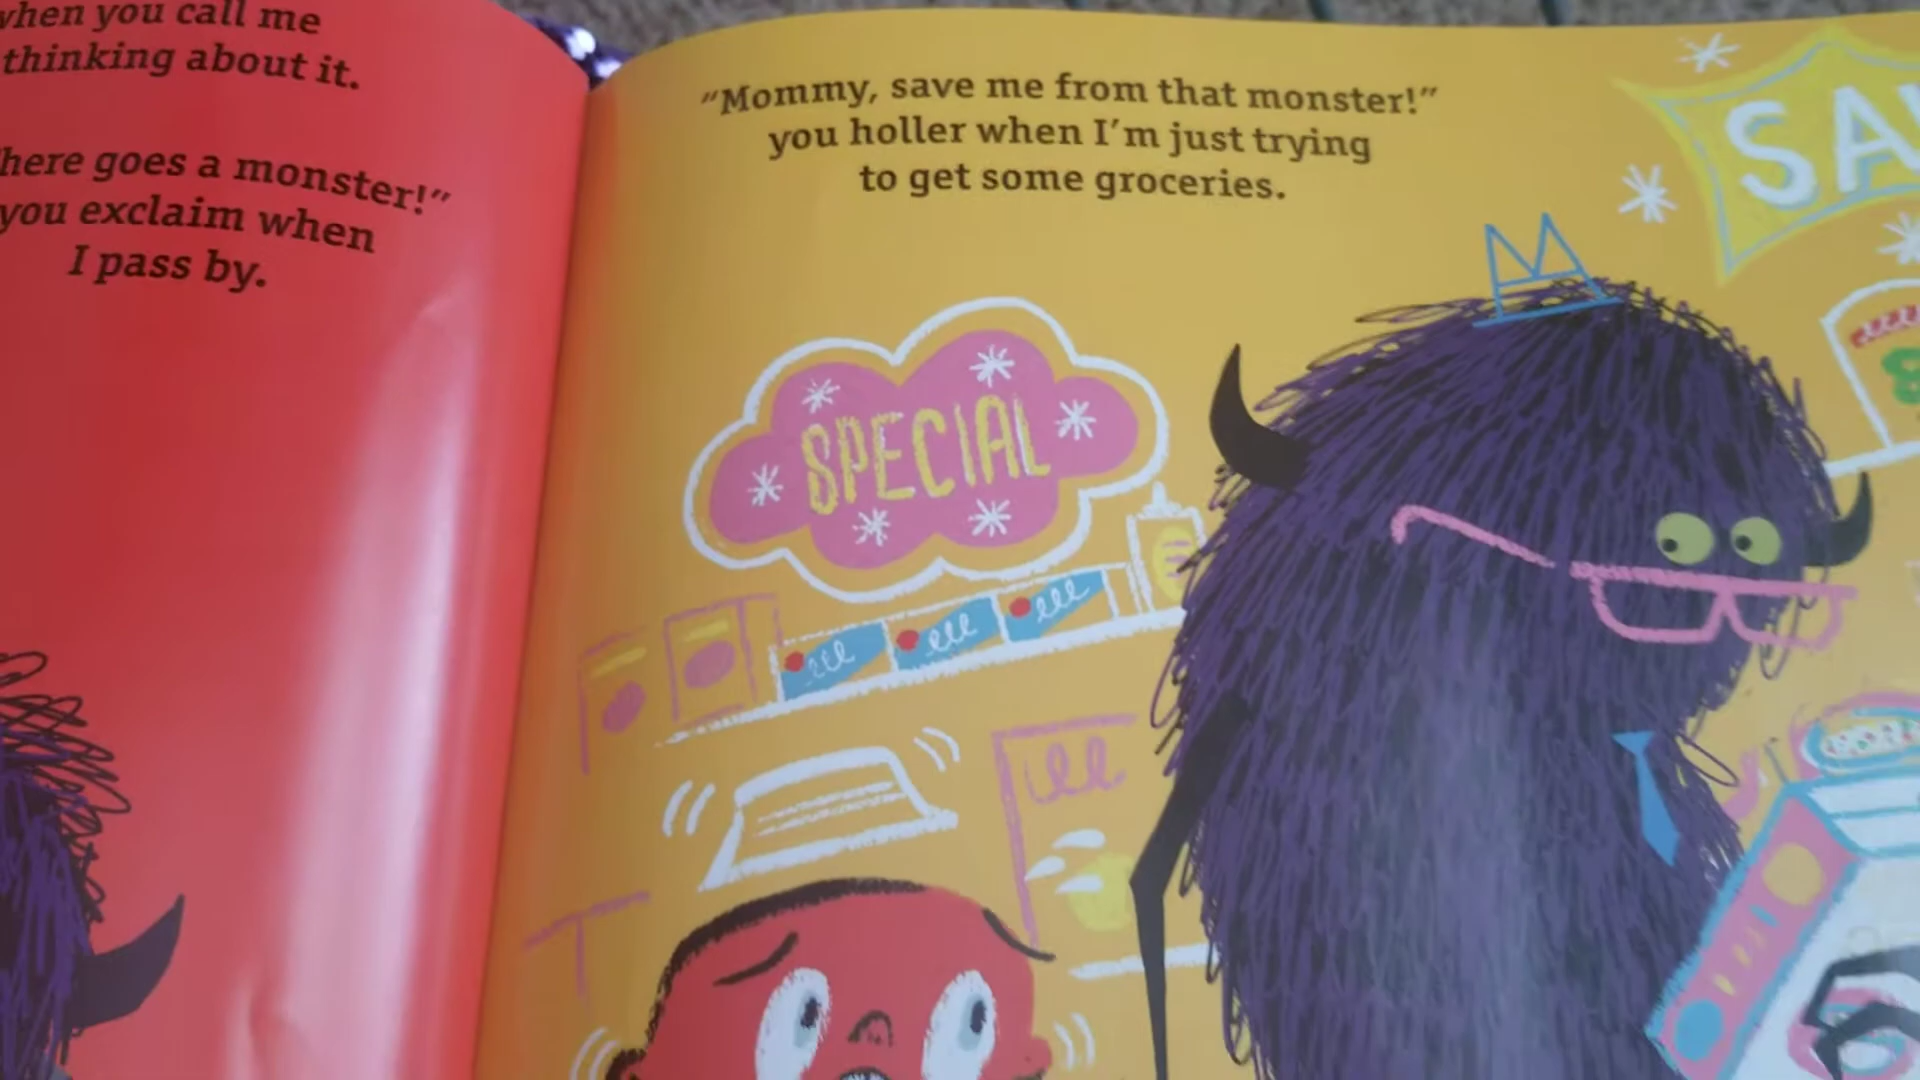 when you call me
thinking about it.
here goes a monster!”
you exclaim when
I pass by.
“Mommy, save me from that monster!”
you holler when I’m just trying
to get some groceries.
SPECIAL